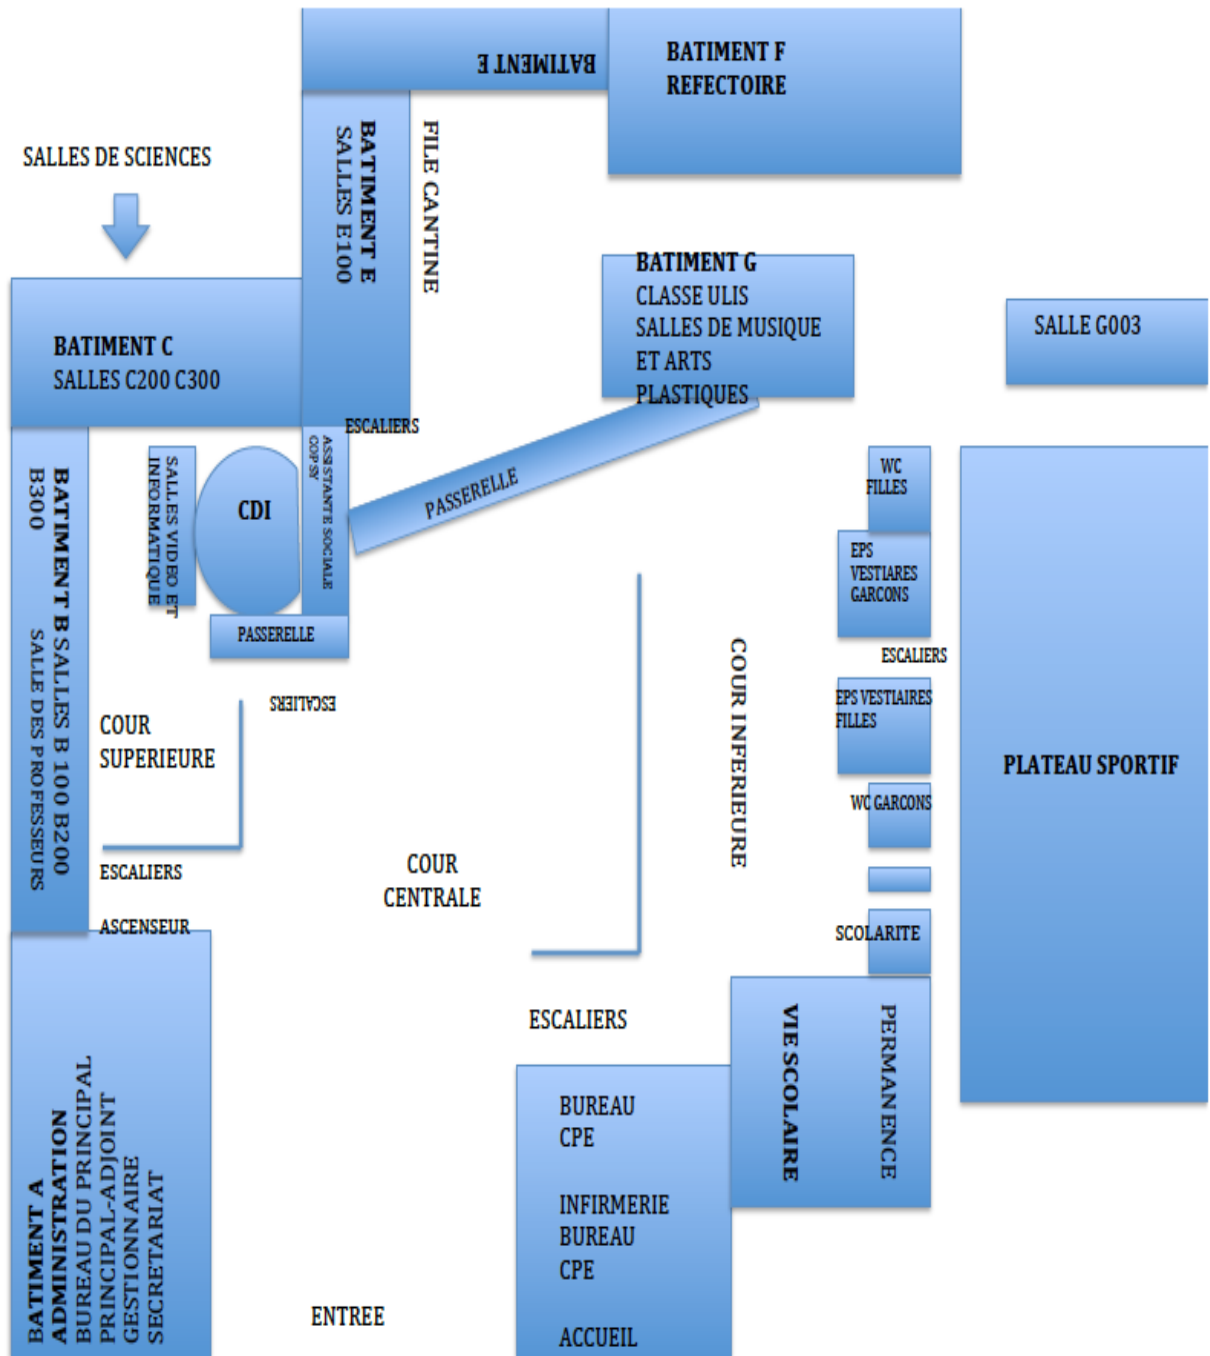 BATIMENT E
BATIMENT F
REFECTOIRE
SALLES DE SCIENCES
BATIMENT E
SALLES E100
FILE CANTINE
BATIMENT G
CLASSE ULIS
SALLES DE MUSIQUE
ET ARTS
PLASTIQUES
SALLE G003
BATIMENT C
SALLES C200 C300
ESCALIERS
ASSISTANTE SOCIALE
COP SY
PASSERELLE
SALLES VIDEO ET
INFORMATIQUE
CDI
PASSERELLE
ESCALIERS
BATIMENT B SALLES B 100 B200
B300
SALLE DES PROFESSEURS
COUR
SUPERIEURE
ESCALIERS
ASCENSEUR
COUR
CENTRALE
COUR INFERIEURE
WC
FILLES
EPS
VESTIARES
GARCONS
ESCALIERS
EPS VESTIAIRES
FILLES
WC GARCONS
SCOLARITE
PLATEAU SPORTIF
ESCALIERS
VIE SCOLAIRE
PERMANENCE
BUREAU
CPE
INFIRMERIE
BUREAU
CPE
ACCUEIL
ENTREE
BATIMENT A
ADMINISTRATION
BUREAU DU PRINCIPAL
PRINCIPAL-ADJOINT
GESTIONNAIRE
SECRETARIAT